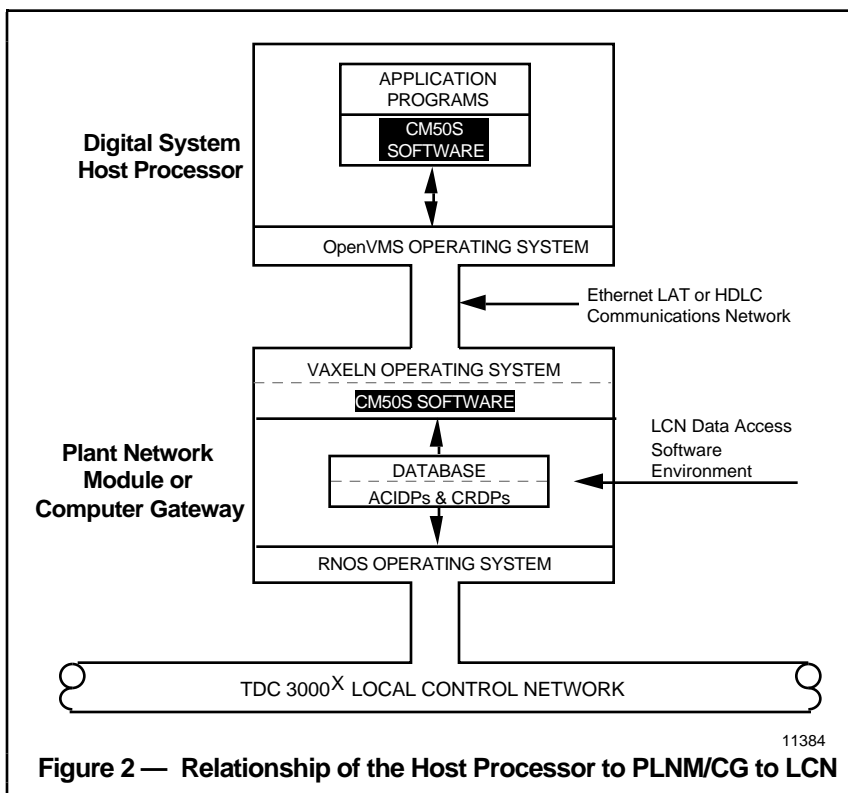 APPLICATION
PROGRAMS
CM50S
SOFTWARE
Digital System
Host Processor
OpenVMS OPERATING SYSTEM
Ethernet LAT or HDLC
Communications Network
VAXELN OPERATING SYSTEM
CM50S SOFTWARE
LCN Data Access
Software
Environment
Plant Network
Module or
Computer Gateway
DATABASE
ACIDPs & CRDPs
RNOS OPERATING SYSTEM
TDC 3000X LOCAL CONTROL NETWORK
11384
Figure 2 — Relationship of the Host Processor to PLNM/CG to LCN